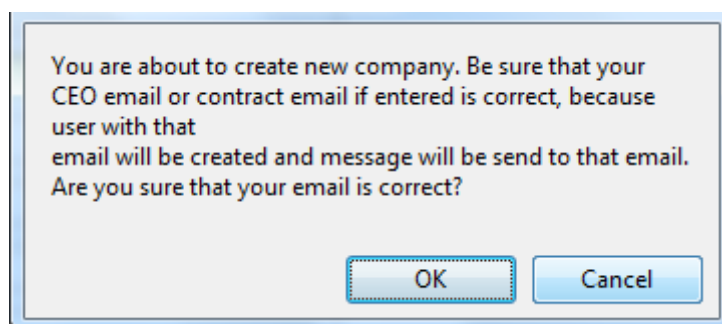 You are about to create new company. Be sure that your
CEO email or contract email if entered is correct, because
user with that
email will be created and message will be send to that email.
Are you sure that your email is correct?
OK Cancel